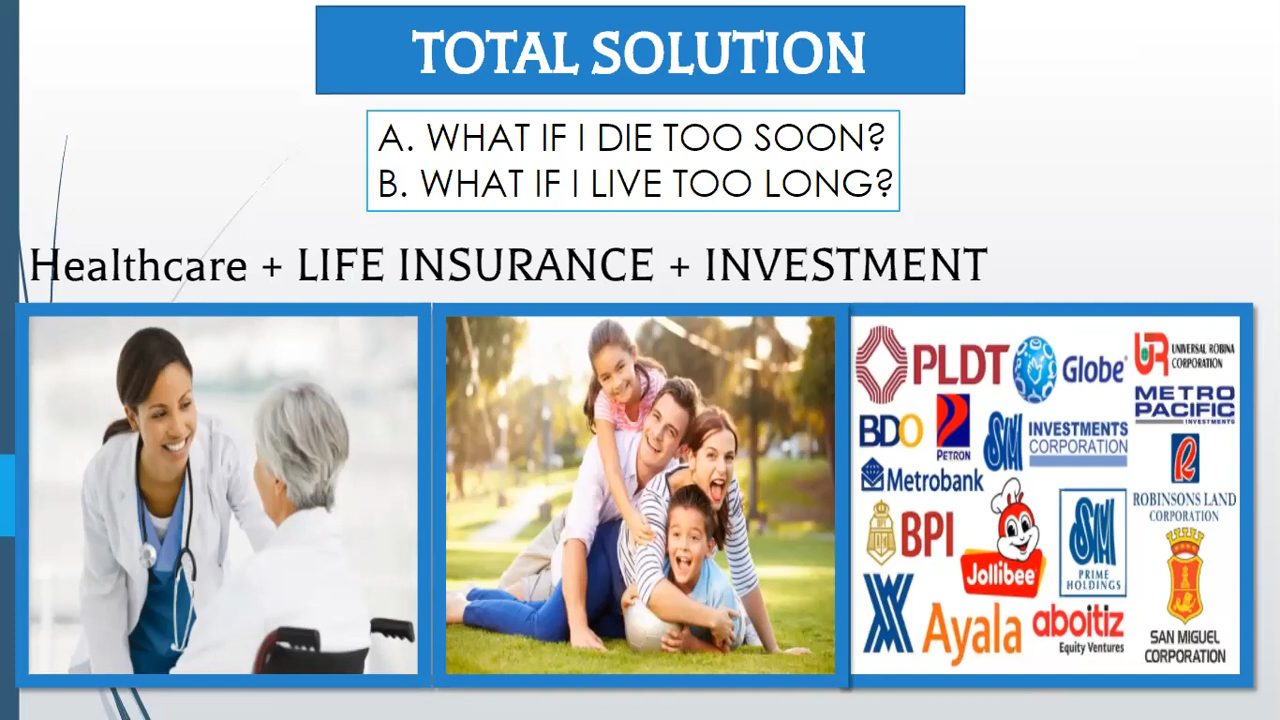 TOTAL SOLUTION
A. WHAT IF I DIE TOO SOON?
B. WHAT IF I LIVE TOO LONG?
Healthcare + LIFE INSURANCE + INVESTMENT
PLDT
Globe
UNIVERSAL ROBINA
CORPORATION
METRO
PACIFIC
INVESTMENTS
BDO
PETRON
SM
INVESTMENTS
CORPORATION
Metrobank
R
ROBINSONS LAND
CORPORATION
BPI
Jollibee
SM
PRIME
HOLDINGS
Ayala
aboitiz
Equity Ventures
SAN MIGUEL
CORPORATION